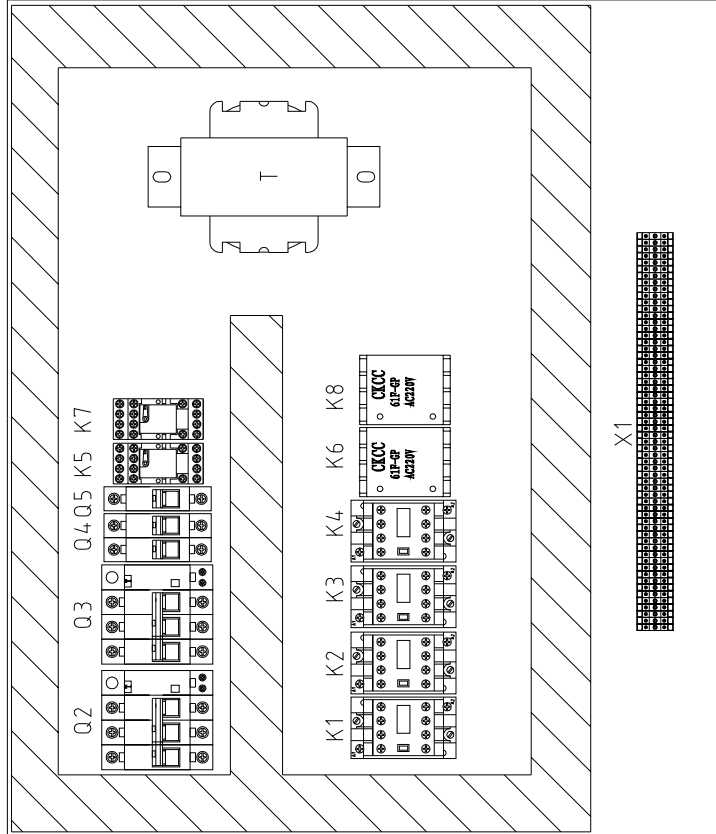 T
K7
K5
Q5
Q4
Q3
Q2
K8
CKCC
61F-GP
AC220V
K6
CKCC
61F-GP
AC220V
K4
K3
K2
K1
X1